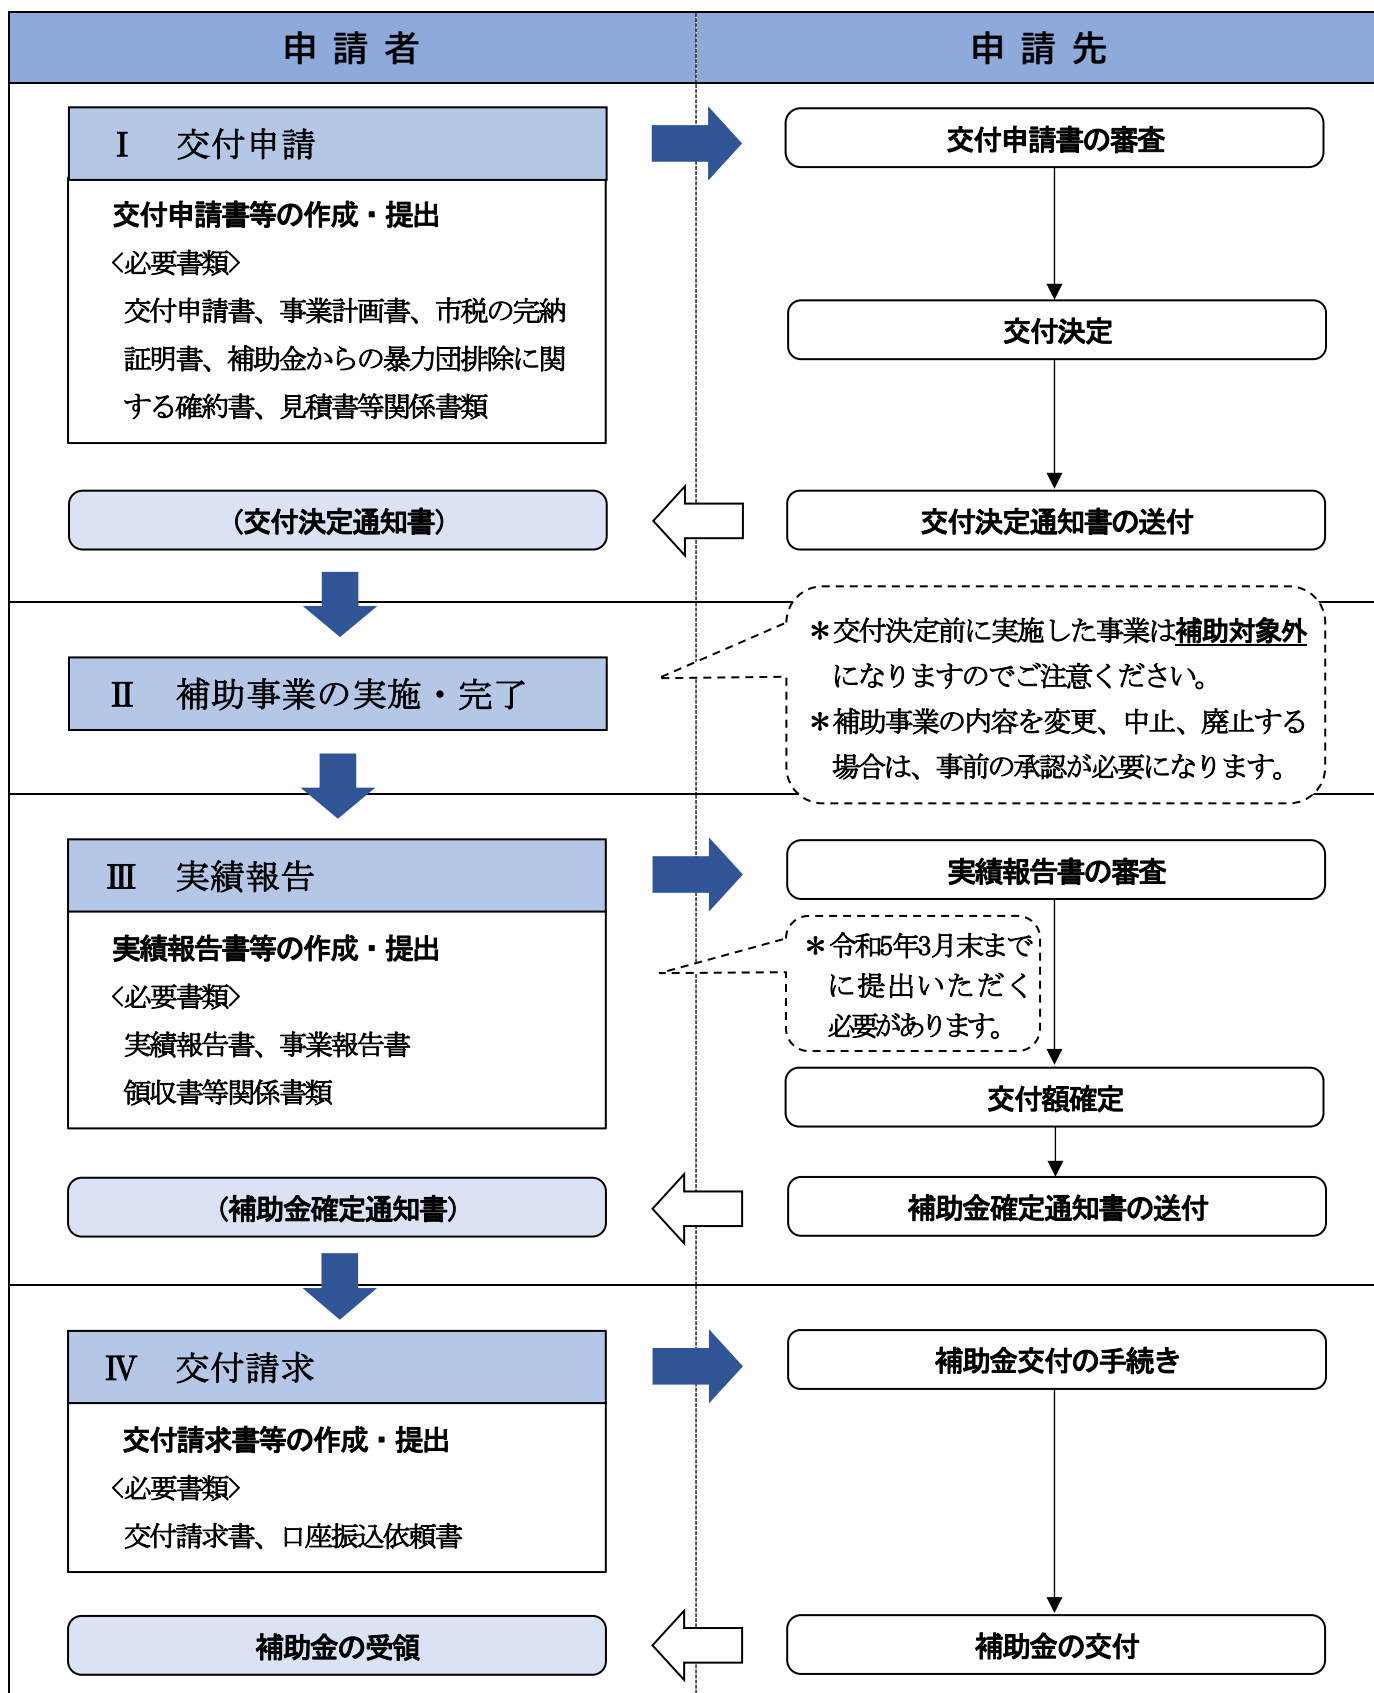 申請者
申請先
Ⅰ 交付申請
交付申請書の審査
交付申請書等の作成・提出
<必要書類>
交付申請書、事業計画書、市税の完納
証明書、補助金からの暴力団排除に関
する確約書、見積書等関係書類
交付決定
(交付決定通知書)
交付決定通知書の送付
Ⅱ 補助事業の実施・完了
＊交付決定前に実施した事業は補助対象外
になりますのでご注意ください。
＊補助事業の内容を変更、中止、廃止する
場合は、事前の承認が必要になります。
Ⅲ 実績報告
実績報告書の審査
実績報告書等の作成・提出
<必要書類>
実績報告書、事業報告書
領収書等関係書類
＊令和5年3月末まで
に提出いただく
必要があります。
交付額確定
(補助金確定通知書)
補助金確定通知書の送付
Ⅳ 交付請求
補助金交付の手続き
交付請求書等の作成・提出
<必要書類>
交付請求書、口座振込依頼書
補助金の受領
補助金の交付